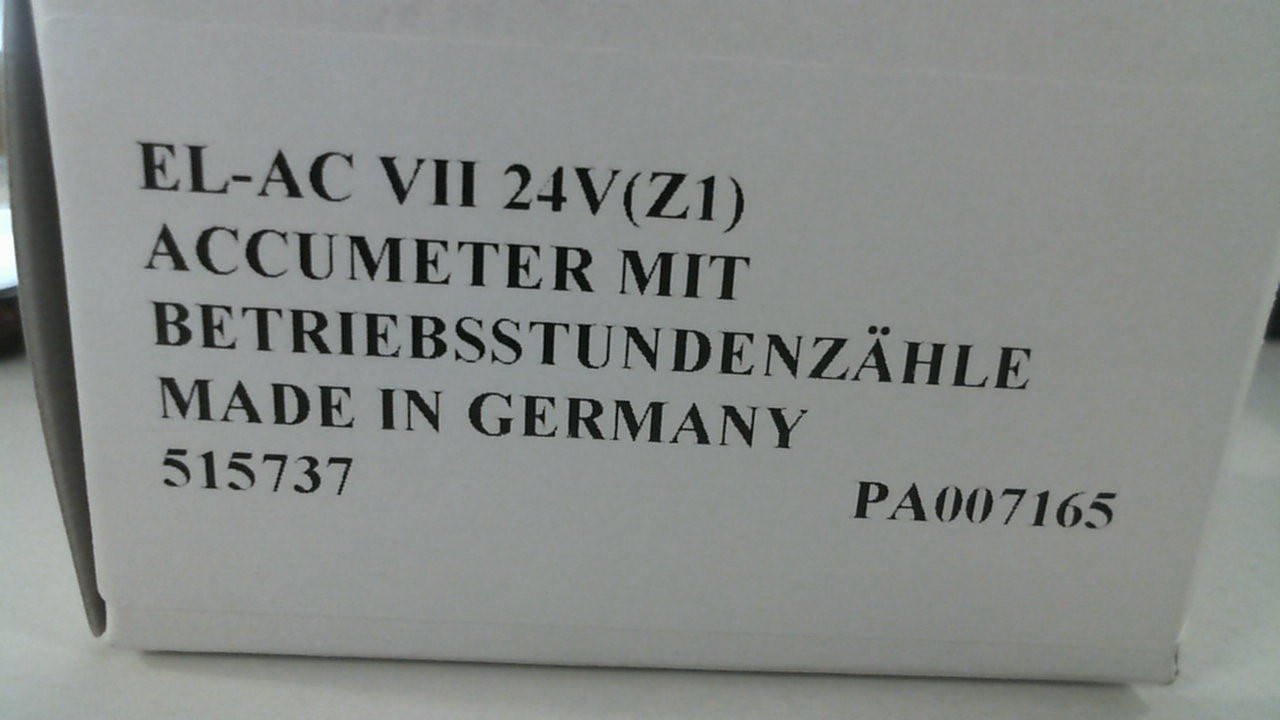 EL-AC VII 24V(Z1)
ACCUMETER MIT
BETRIEBSSTUNDENZÄHLE
MADE IN GERMANY
515737 PA007165